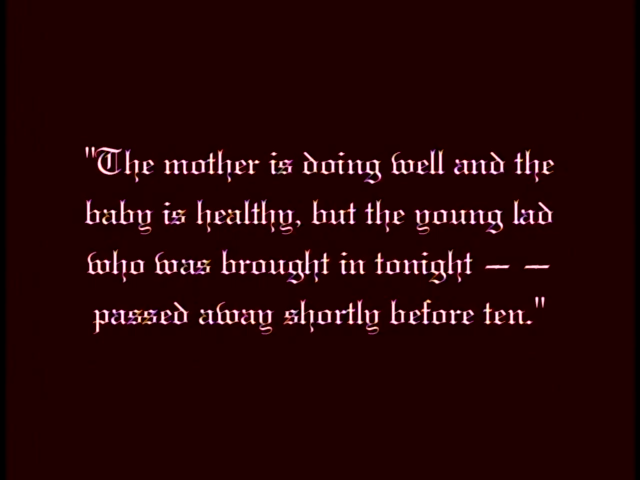 "The mother is doing well and the
baby is healthy, but the young lad
who was brought in tonight — —
passed away shortly before ten."